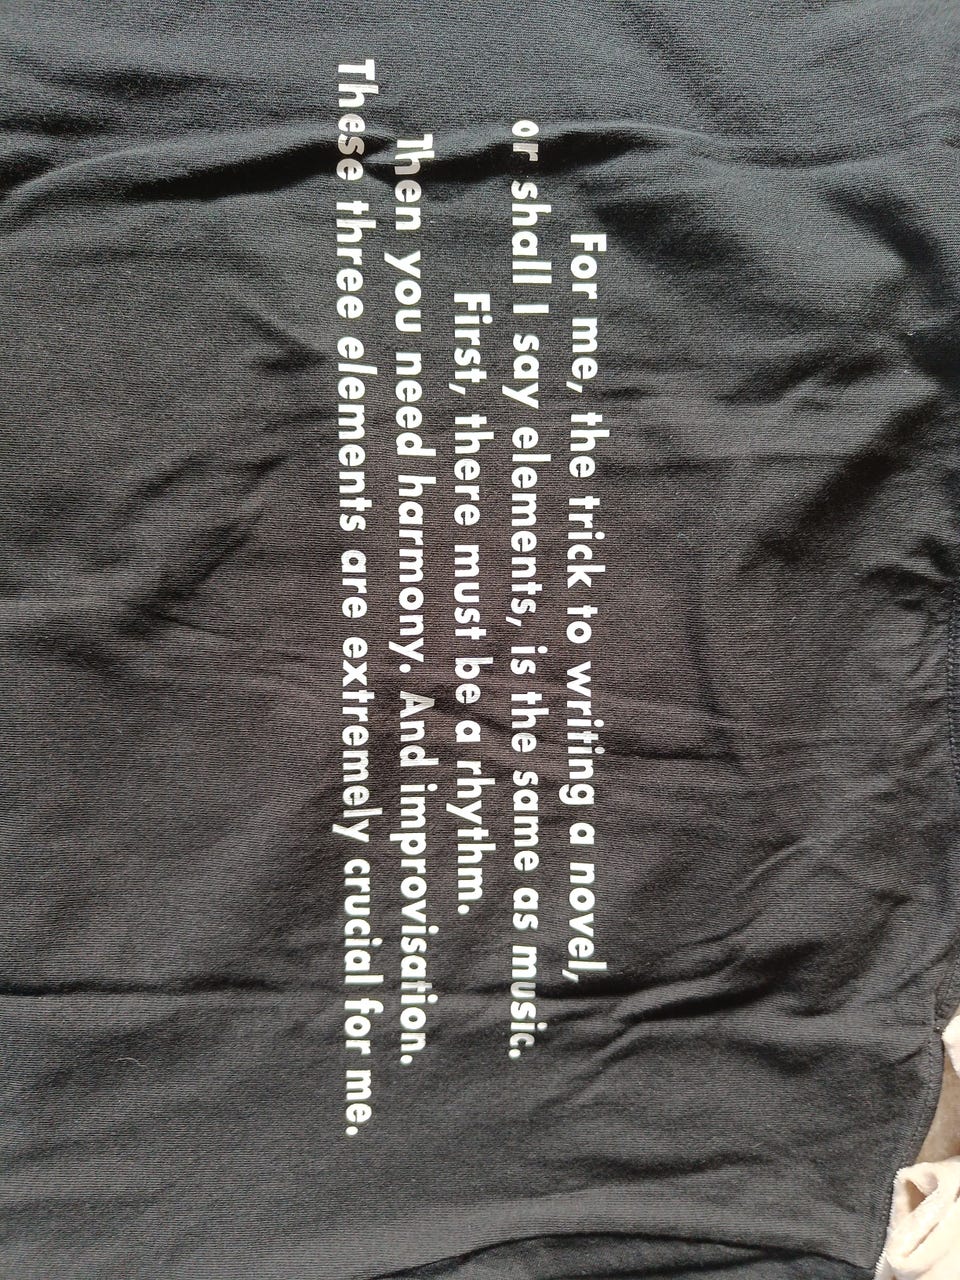 For me, the trick to writing a novel,
or shall I say elements, is the same as music.
First, there must be a rhythm.
Then you need harmony. And improvisation.
These three elements are extremely crucial for me.